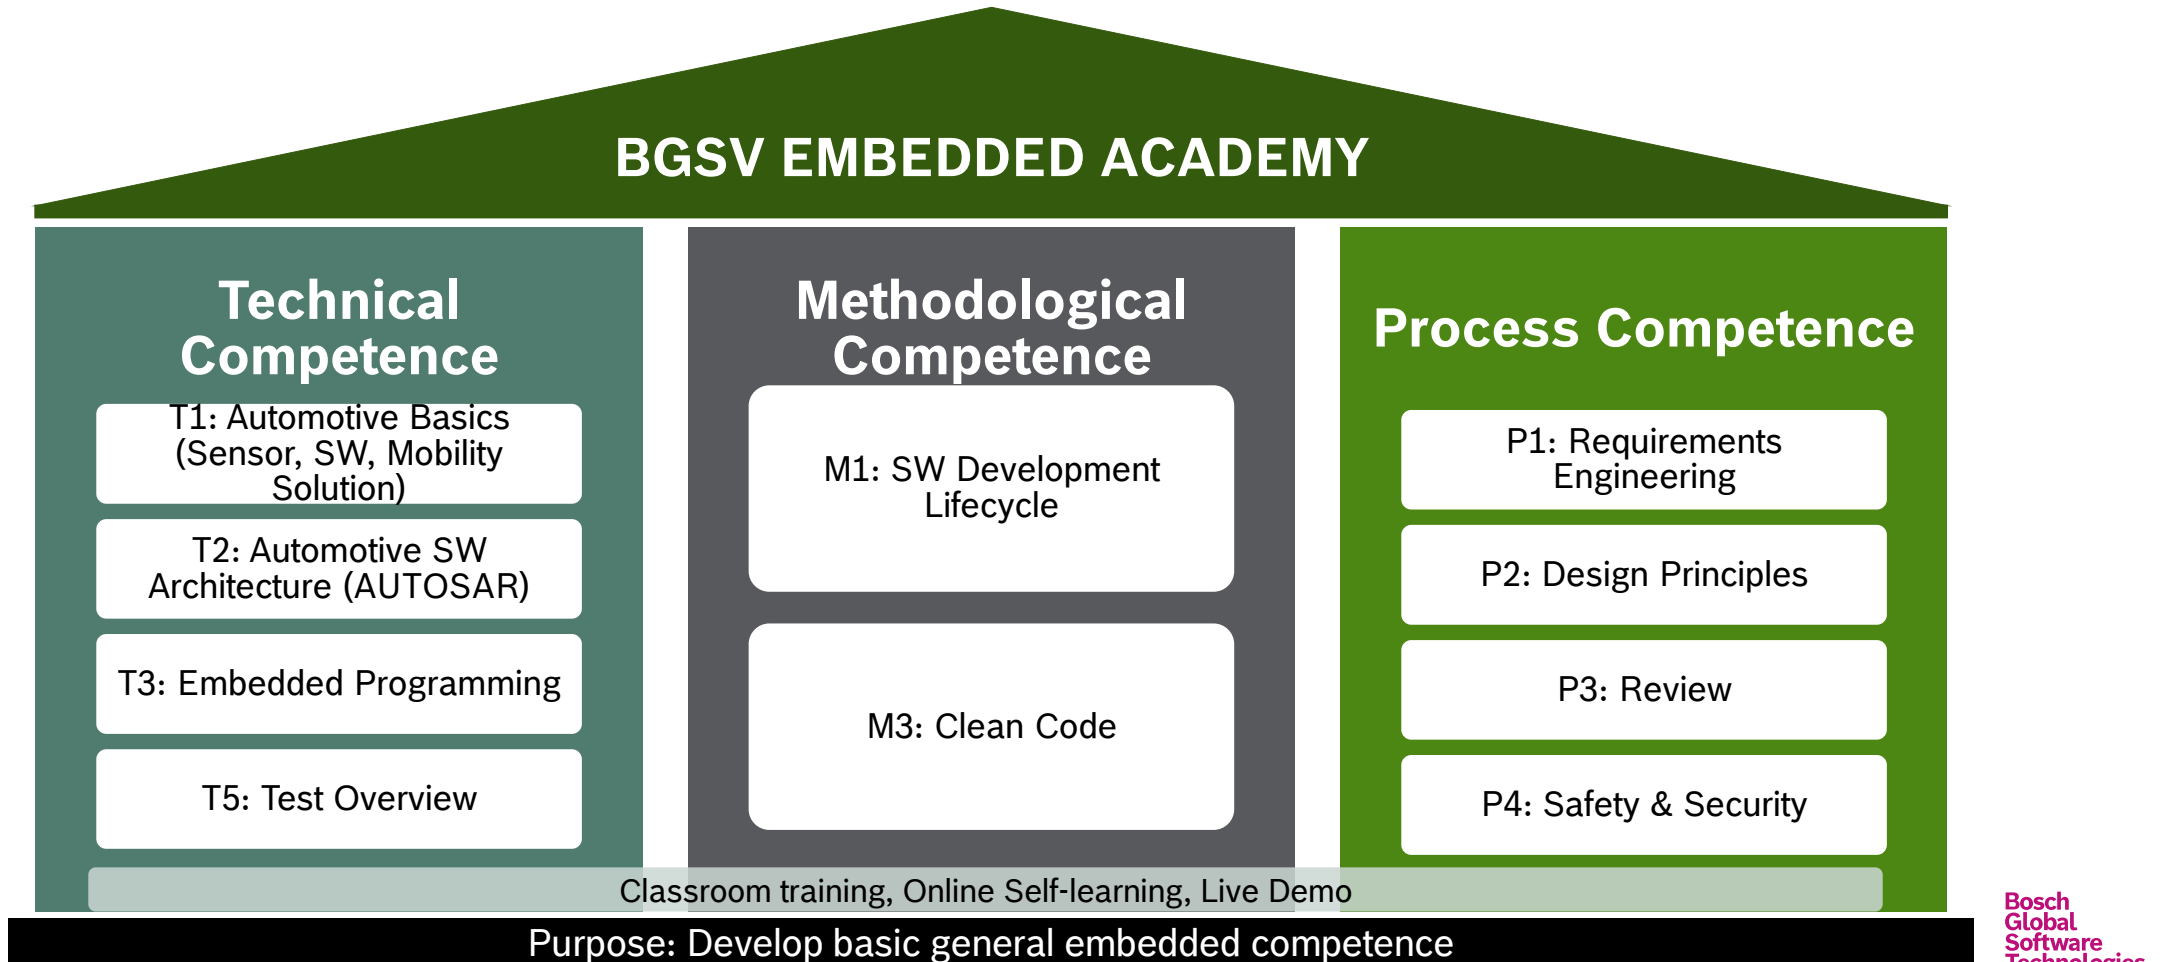 BGSV EMBEDDED ACADEMY
Technical
Competence
T1: Automotive Basics
(Sensor, SW, Mobility
Solution)
T2: Automotive SW
Architecture (AUTOSAR)
T3: Embedded Programming
T5: Test Overview
Methodological
Competence
M1: SW Development
Lifecycle
M3: Clean Code
Process Competence
P1: Requirements
Engineering
P2: Design Principles
P3: Review
P4: Safety & Security
Classroom training, Online Self-learning, Live Demo
Purpose: Develop basic general embedded competence
Bosch
Global
Software
Technologies